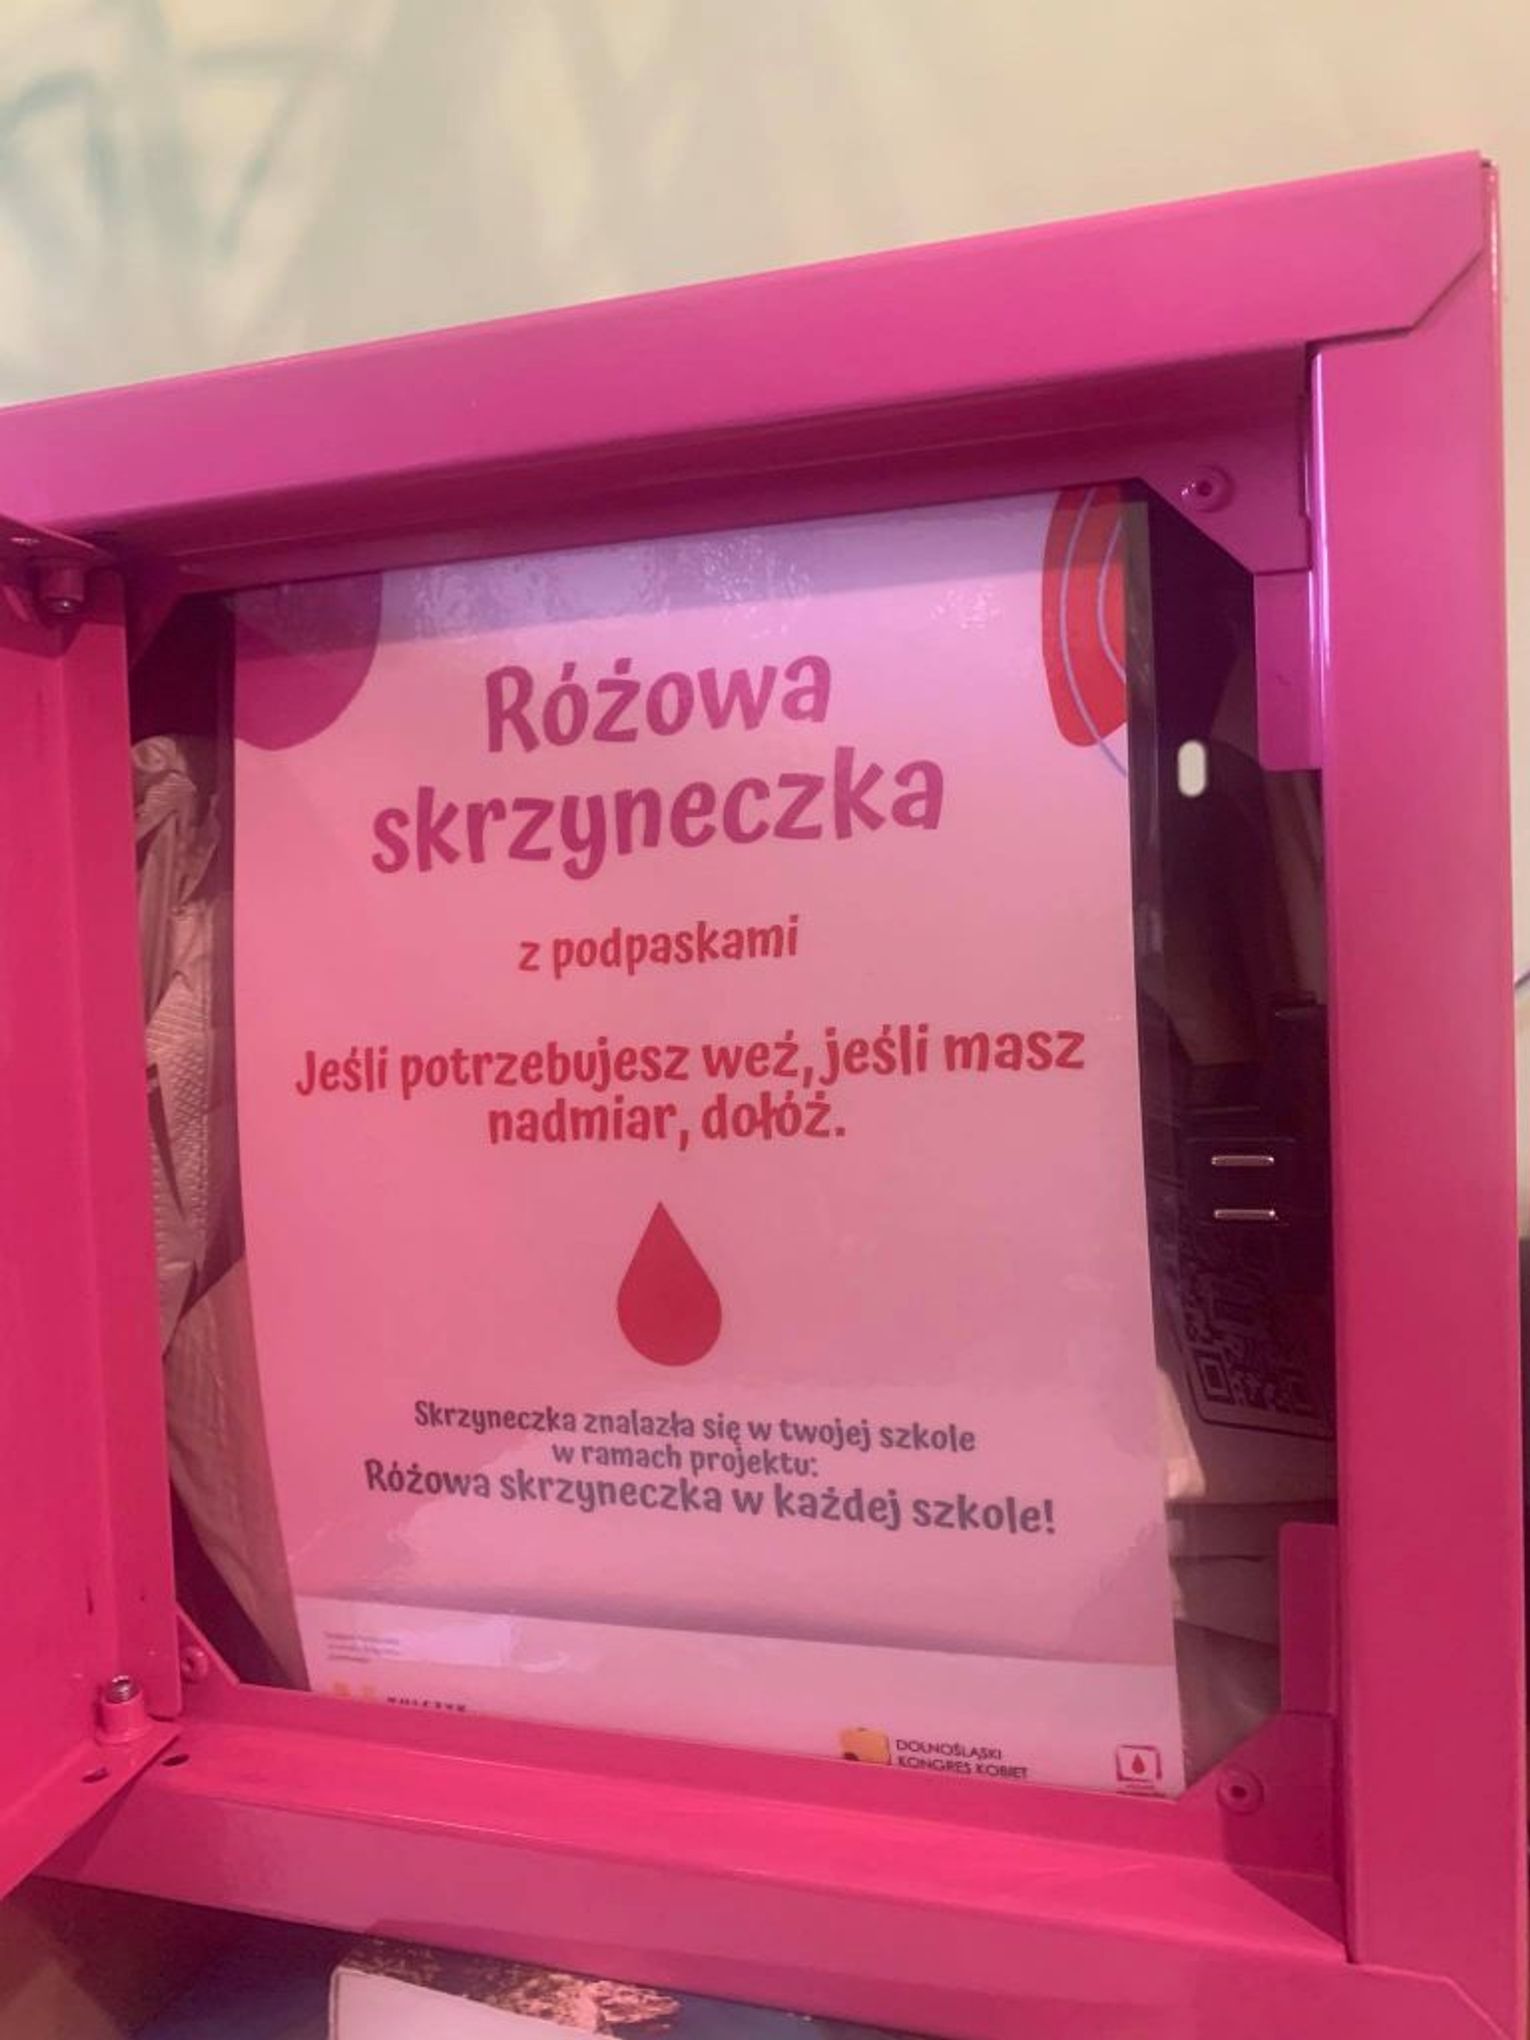 Różowa
skrzyneczka
z podpaskami
Jeśli potrzebujesz weź, jeśli masz
nadmiar, dołóż.
Skrzyneczka znalazła się w twojej szkole
w ramach projektu:
Różowa skrzyneczka w każdej szkole!
DOLNOŚLĄSKI
KONGRES KOBIET